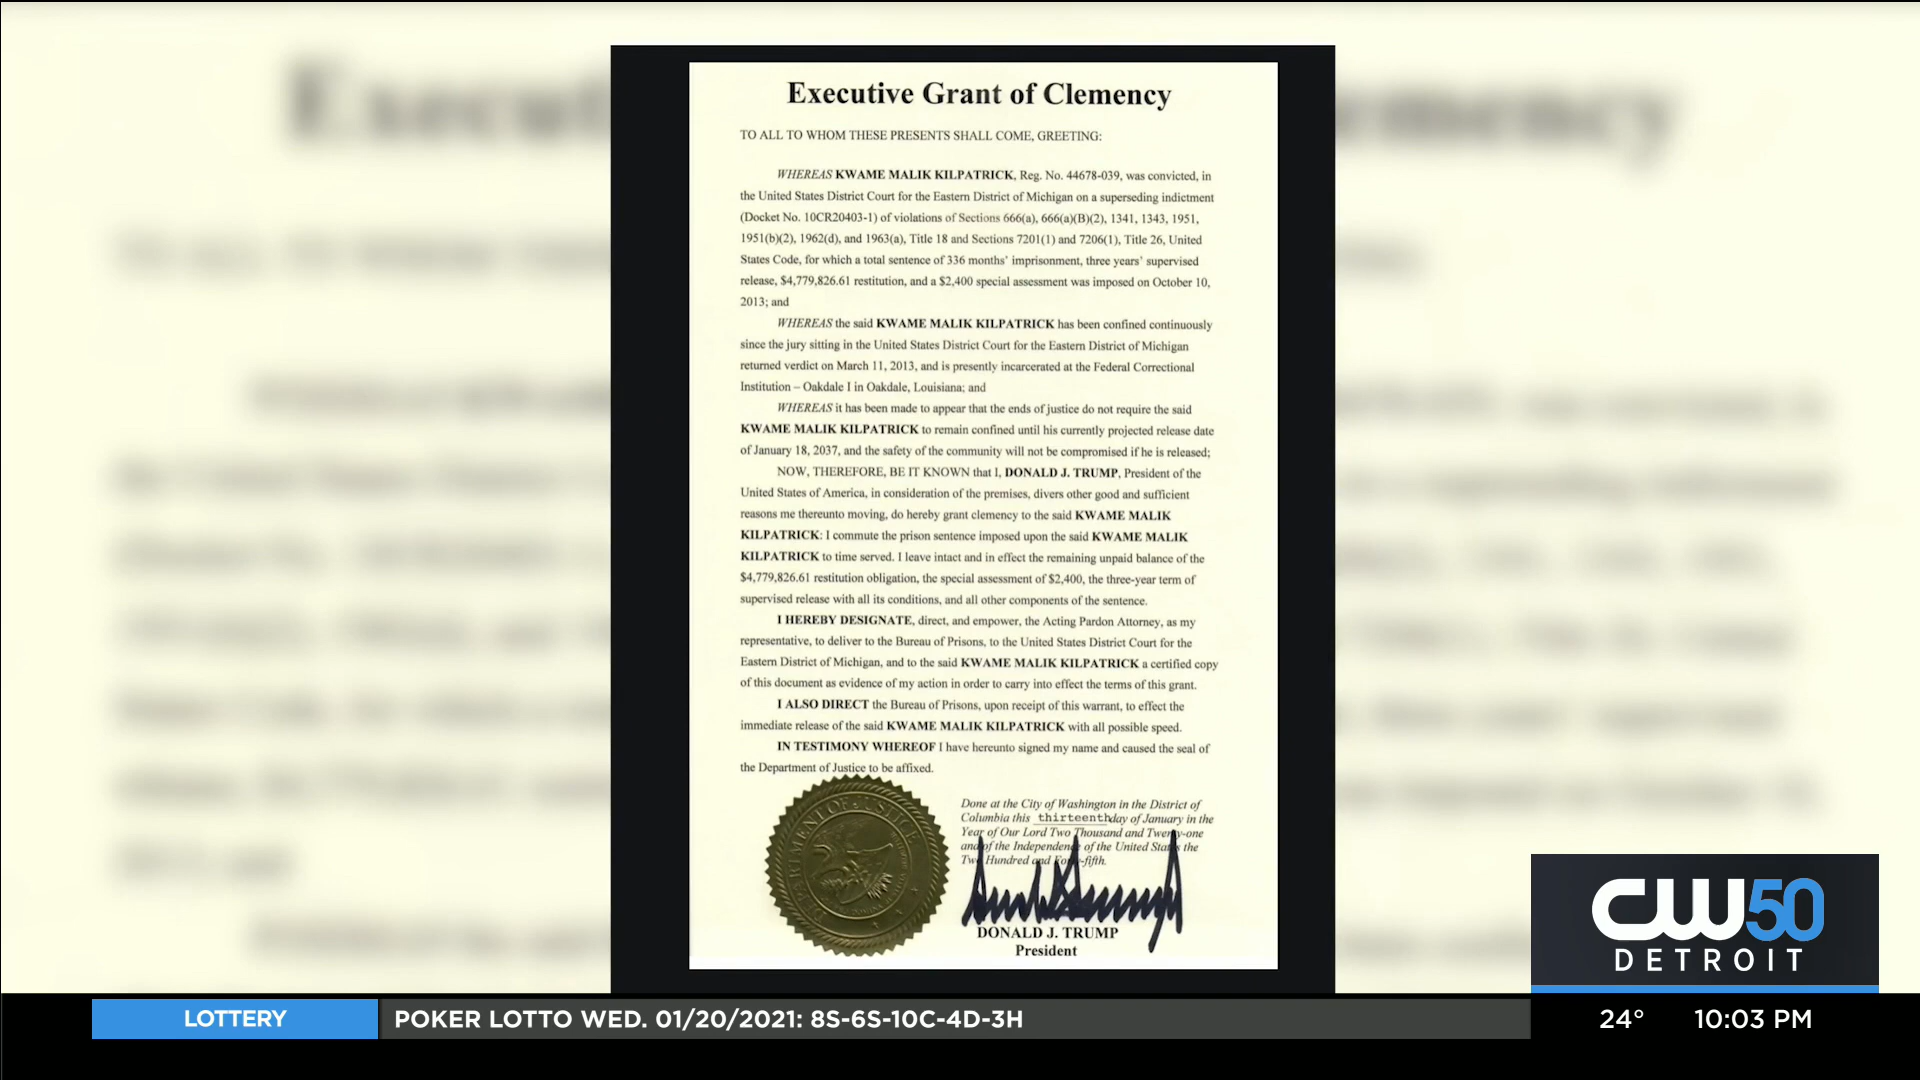 Executive Grant of Clemency
TO ALL TO WHOM THESE PRESENTS SHALL COME, GREETING:
WHEREAS KWAME MALIK KILPATRICK, Reg. No. 44678-039, was convicted, in
the United States District Court for the Eastern District of Michigan on a superseding indictment
(Docket No. 10CR20403-1) of violations of Sections 666(a), 666(a)(B)(2), 1341, 1343, 1951,
1951(b)(2), 1962(d), and 1963(a), Title 18 and Sections 7201(1) and 7206(1), Title 26, United
States Code, for which a total sentence of 336 months' imprisonment, three years' supervised
release, $4,779,826.61 restitution, and a $2,400 special assessment was imposed on October 10,
2013; and
WHEREAS the said KWAME MALIK KILPATRICK has been confined continuously
since the jury sitting in the United States District Court for the Eastern District of Michigan
returned verdict on March 11, 2013, and is presently incarcerated at the Federal Correctional
Institution – Oakdale I in Oakdale, Louisiana; and
WHEREAS it has been made to appear that the ends of justice do not require the said
KWAME MALIK KILPATRICK to remain confined until his currently projected release date
of January 18, 2037, and the safety of the community will not be compromised if he is released;
NOW, THEREFORE, BE IT KNOWN that I, DONALD J. TRUMP, President of the
United States of America, in consideration of the premises, divers other good and sufficient
reasons me thereunto moving, do hereby grant clemency to the said KWAME MALIK
KILPATRICK: I commute the prison sentence imposed upon the said KWAME MALIK
KILPATRICK to time served. I leave intact and in effect the remaining unpaid balance of the
$4,779,826.61 restitution obligation, the special assessment of $2,400, the three-year term of
supervised release with all its conditions, and all other components of the sentence.
I HEREBY DESIGNATE, direct, and empower, the Acting Pardon Attorney, as my
representative, to deliver to the Bureau of Prisons, to the United States District Court for the
Eastern District of Michigan, and to the said KWAME MALIK KILPATRICK a certified copy
of this document as evidence of my action in order to carry into effect the terms of this grant.
I ALSO DIRECT the Bureau of Prisons, upon receipt of this warrant, to effect the
immediate release of the said KWAME MALIK KILPATRICK with all possible speed.
IN TESTIMONY WHEREOF I have hereunto signed my name and caused the seal of
the Department of Justice to be affixed.
Done at the City of Washington in the District of
Columbia this thirteenth day of January in the
Year of Our Lord Two Thousand and Twenty-one
and of the Independence of the United States the
Two Hundred and Forty-fifth.
DEPARTMENT OF JUSTICE
DONALD J. TRUMP
President
CW50
DETROIT
LOTTERY
POKER LOTTO WED. 01/20/2021: 8S-6S-10C-4D-3H
24° 10:03 PM